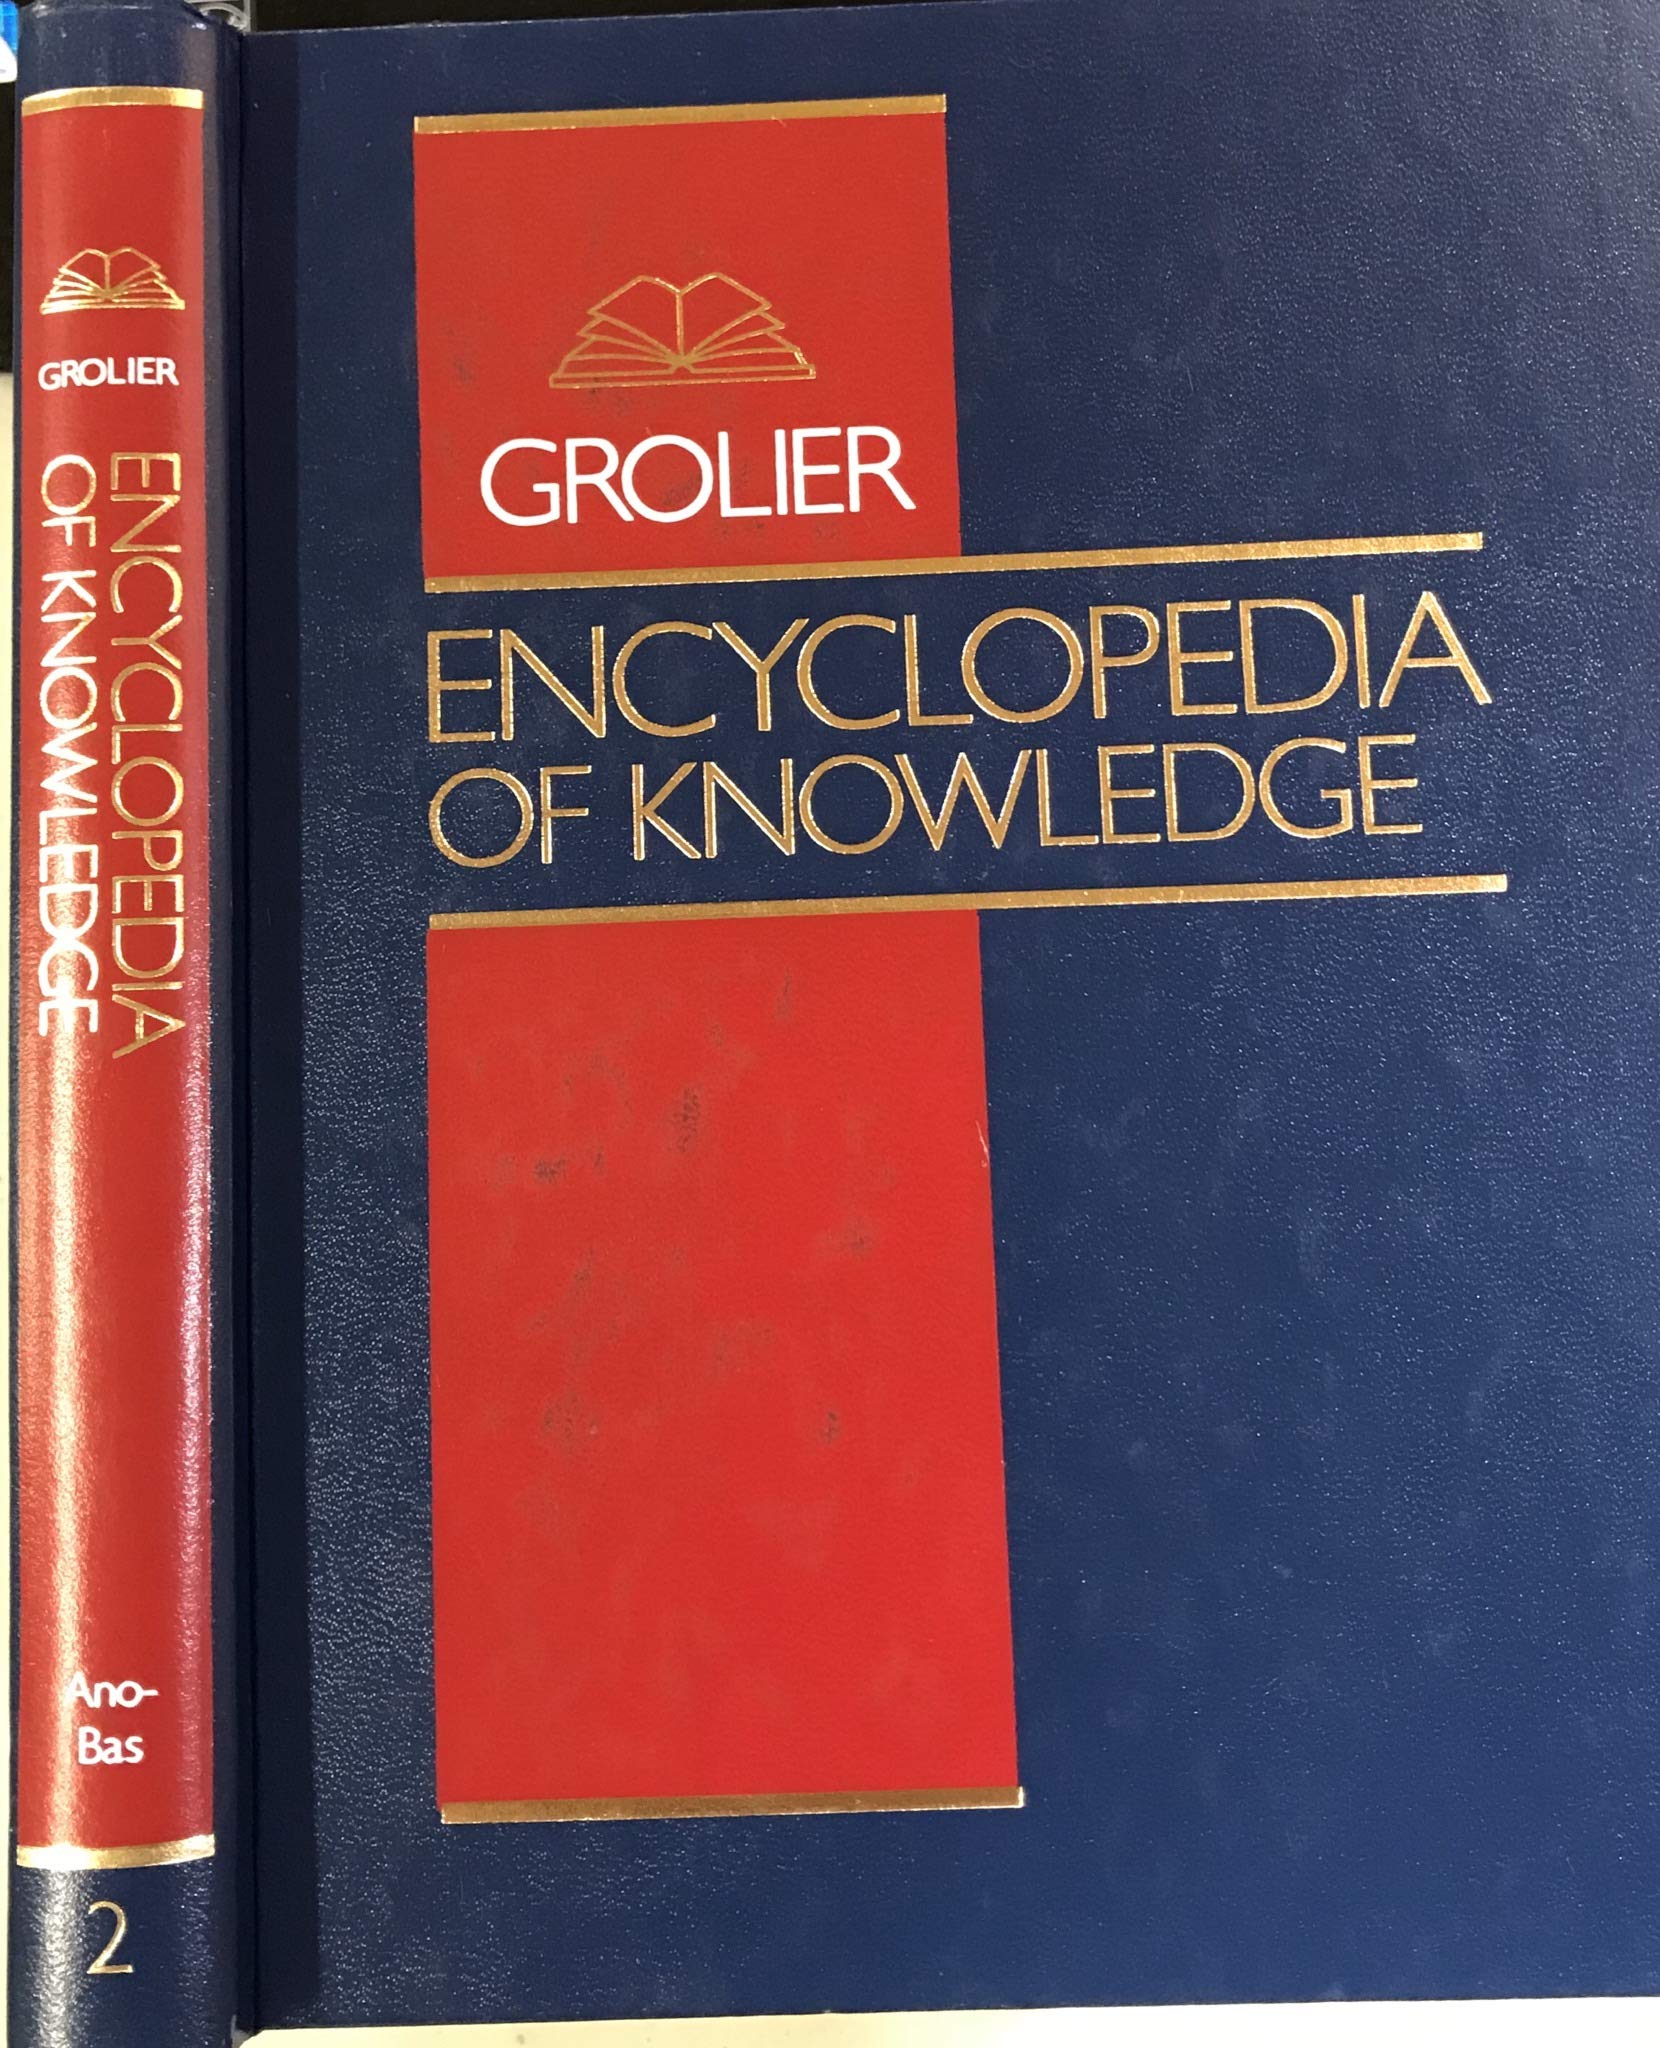 GROLIER
ENCYCLOPEDIA
OF KNOWLEDGE
Ano-
Bas
2
GROLIER
ENCYCLOPEDIA
OF KNOWLEDGE